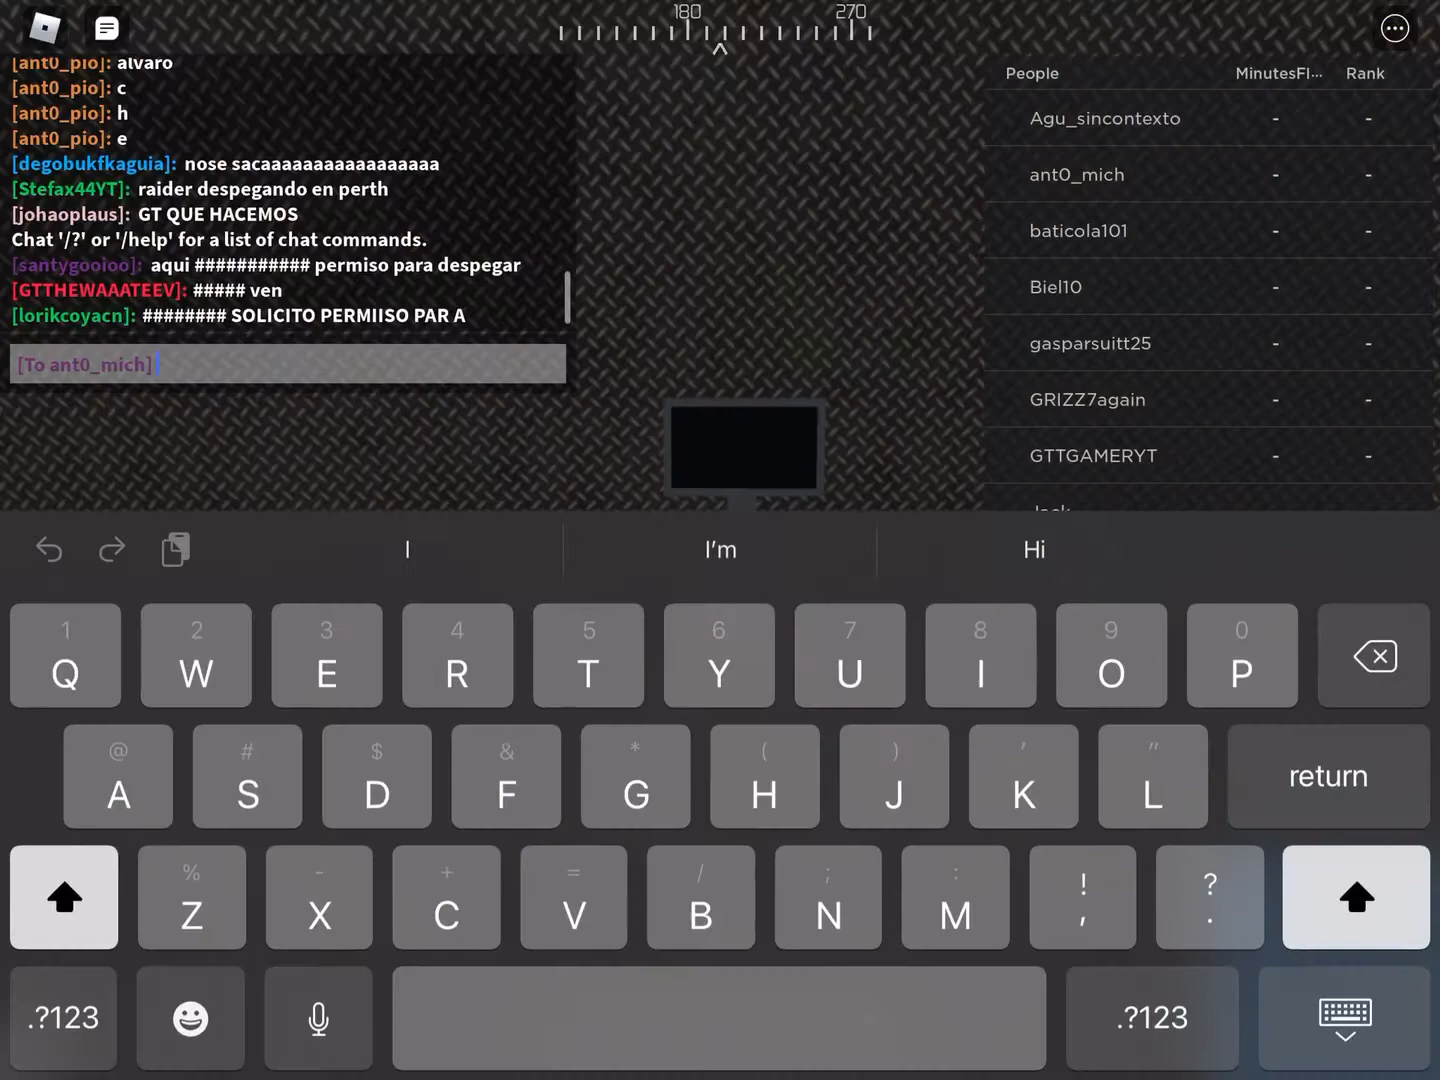 180 270
[ant0_pio]: alvaro
[ant0_pio]: c
[ant0_pio]: h
[ant0_pio]: e
[degobukfkaguia]: nose sacaaaaaaaaaaaaaaaaa
[Stefax44YT]: raider despegando en perth
[johaoplaus]: GT QUE HACEMOS
Chat '/?' or '/help' for a list of chat commands.
[santygooioo]: aqui ########### permiso para despegar
[GTTHEWAAATEEV]: ##### ven
[lorikcoyacn]: ######## SOLICITO PERMIISO PAR A
[To ant0_mich]
People MinutesFl... Rank
Agu_sincontexto - -
ant0_mich - -
baticola101 - -
Biel10 - -
gasparsuitt25 - -
GRIZZ7again - -
GTTGAMERYT - -
I I'm Hi
1 2 3 4 5 6 7 8 9 0
Q W E R T Y U I O P
@ # $ & * ( ) ' "
A S D F G H J K L return
% - + = / ; : ! ?
Z X C V B N M , .
.?123 .?123